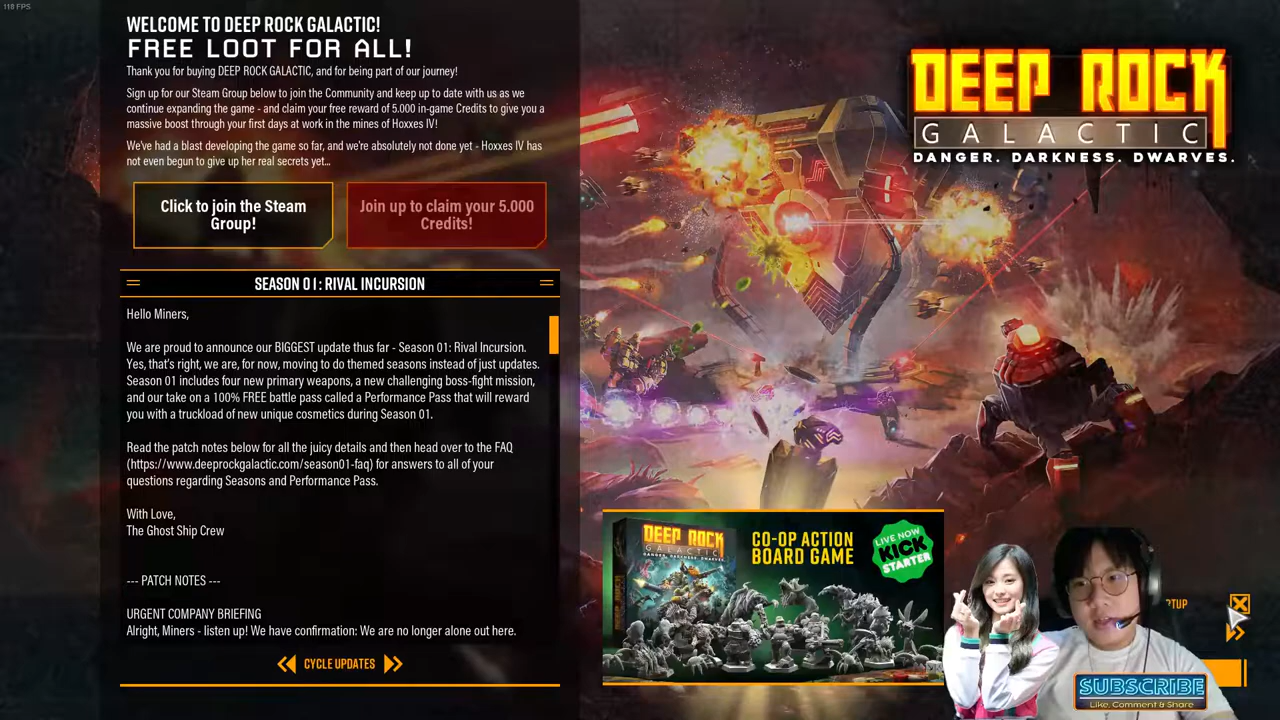 118 FPS
WELCOME TO DEEP ROCK GALACTIC!
FREE LOOT FOR ALL!
Thank you for buying DEEP ROCK GALACTIC, and for being part of our journey!
Sign up for our Steam Group below to join the Community and keep up to date with us as we
continue expanding the game - and claim your free reward of 5.000 in-game Credits to give you a
massive boost through your first days at work in the mines of Hoxxes IV!
We've had a blast developing the game so far, and we're absolutely not done yet - Hoxxes IV has
not even begun to give up her real secrets yet...
Click to join the Steam
Group!
Join up to claim your 5.000
Credits!
SEASON 01: RIVAL INCURSION
Hello Miners,
We are proud to announce our BIGGEST update thus far - Season 01: Rival Incursion.
Yes, that's right, we are, for now, moving to do themed seasons instead of just updates.
Season 01 includes four new primary weapons, a new challenging boss-fight mission,
and our take on a 100% FREE battle pass called a Performance Pass that will reward
you with a truckload of new unique cosmetics during Season 01.
Read the patch notes below for all the juicy details and then head over to the FAQ
(https://www.deeprockgalactic.com/season01-faq) for answers to all of your
questions regarding Seasons and Performance Pass.
With Love,
The Ghost Ship Crew
--- PATCH NOTES ---
URGENT COMPANY BRIEFING
Alright, Miners - listen up! We have confirmation: We are no longer alone out here.
CYCLE UPDATES
DEEP ROCK
GALACTIC
DANGER. DARKNESS. DWARVES.
DEEP ROCK
GALACTIC
DANGER. DARKNESS. DWARVES.
CO-OP ACTION
BOARD GAME
LIVE NOW
KICK
STARTER
RTUP
SUBSCRIBE
Like, Comment & Share